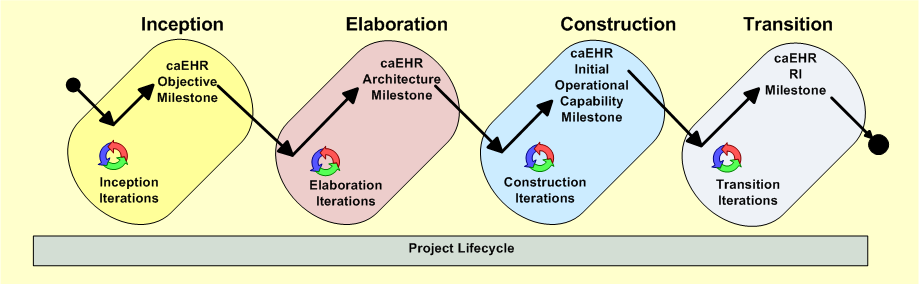 Inception
Elaboration
Construction
Transition
caEHR
Objective
Milestone
caEHR
Architecture
Milestone
caEHR
Initial
Operational
Capability
Milestone
caEHR
RI
Milestone
Inception
Iterations
Elaboration
Iterations
Construction
Iterations
Transition
Iterations
Project Lifecycle